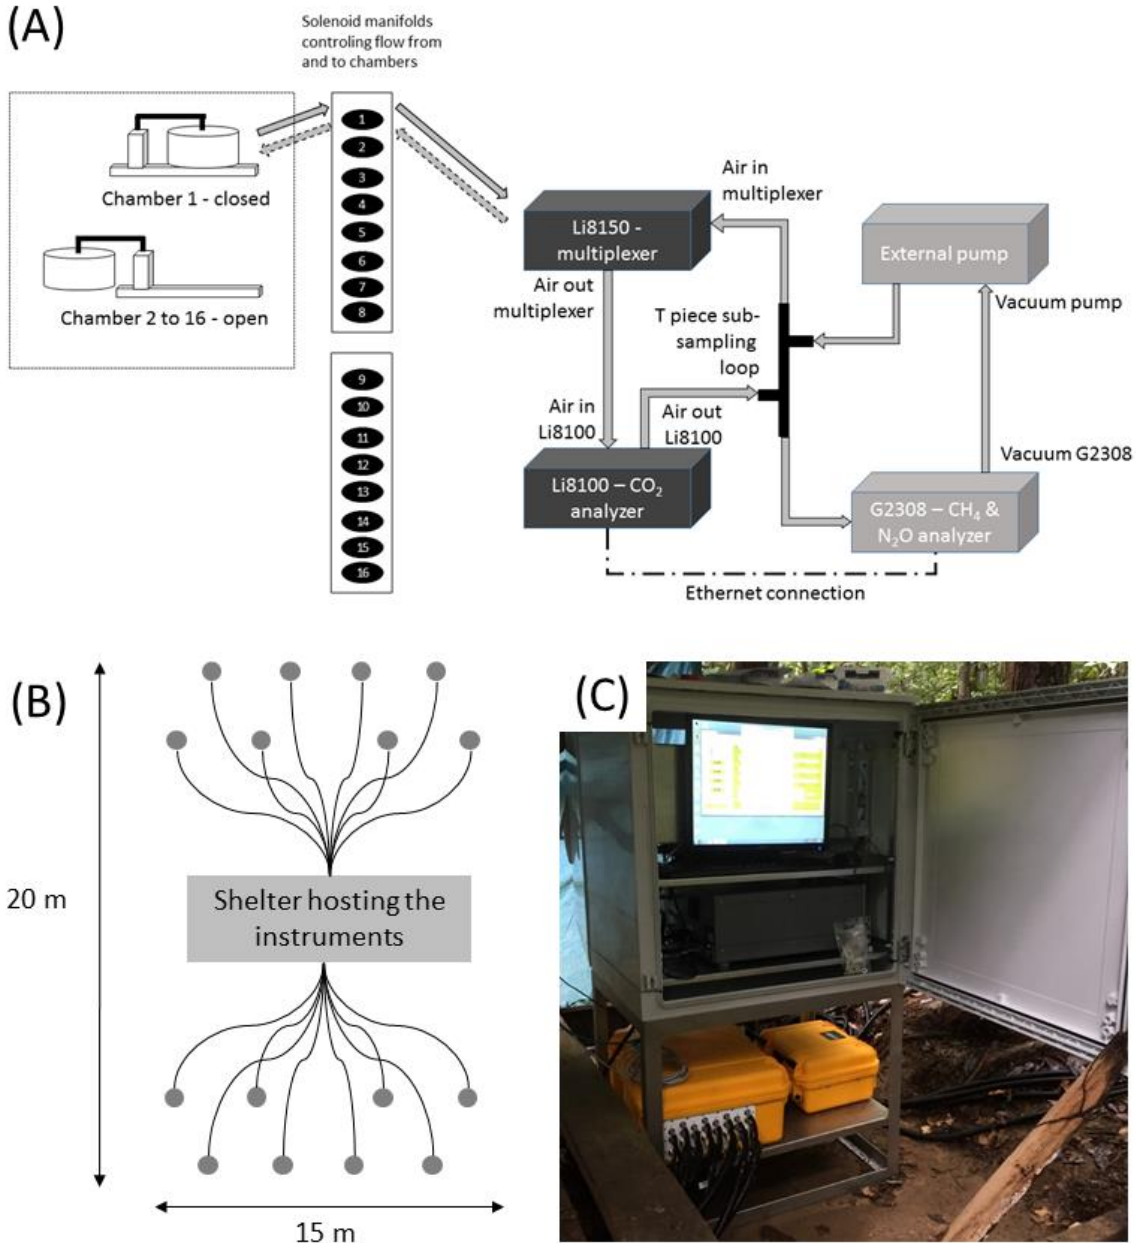 (A)
Solenoid manifolds
controling flow from
and to chambers
Chamber 1 - closed
Chamber 2 to 16 - open
1
2
3
4
5
6
7
8
9
10
11
12
13
14
15
16
Li8150 -
multiplexer
Air in
multiplexer
External pump
Air out
multiplexer
T piece sub-
sampling
loop
Vacuum pump
Air in
Li8100
Air out
Li8100
Vacuum G2308
Li8100 – CO₂
analyzer
G2308 – CH₄ &
N₂O analyzer
Ethernet connection
(B)
20 m
Shelter hosting the
instruments
15 m
(C)